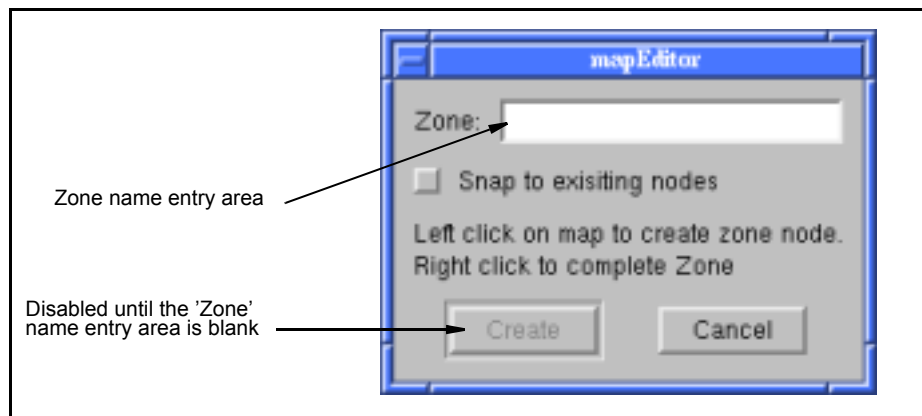 mapEditor
Zone:
Zone name entry area
Snap to exisiting nodes
Left click on map to create zone node.
Right click to complete Zone
Disabled until the ’Zone’
name entry area is blank
Create
Cancel